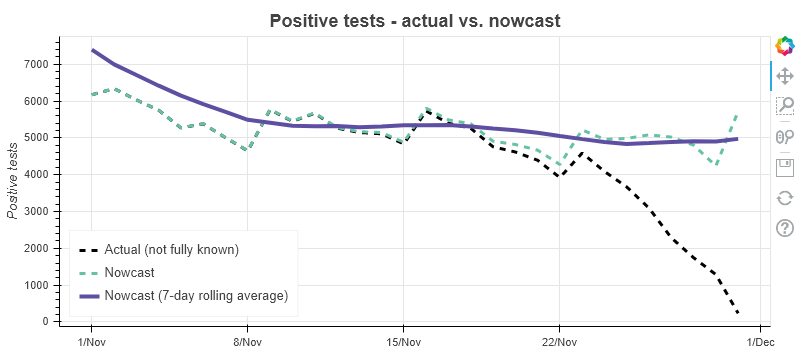 Positive tests - actual vs. nowcast
Positive tests
7000
6000
5000
4000
3000
2000
1000
0
Actual (not fully known)
Nowcast
Nowcast (7-day rolling average)
1/Nov
8/Nov
15/Nov
22/Nov
1/Dec